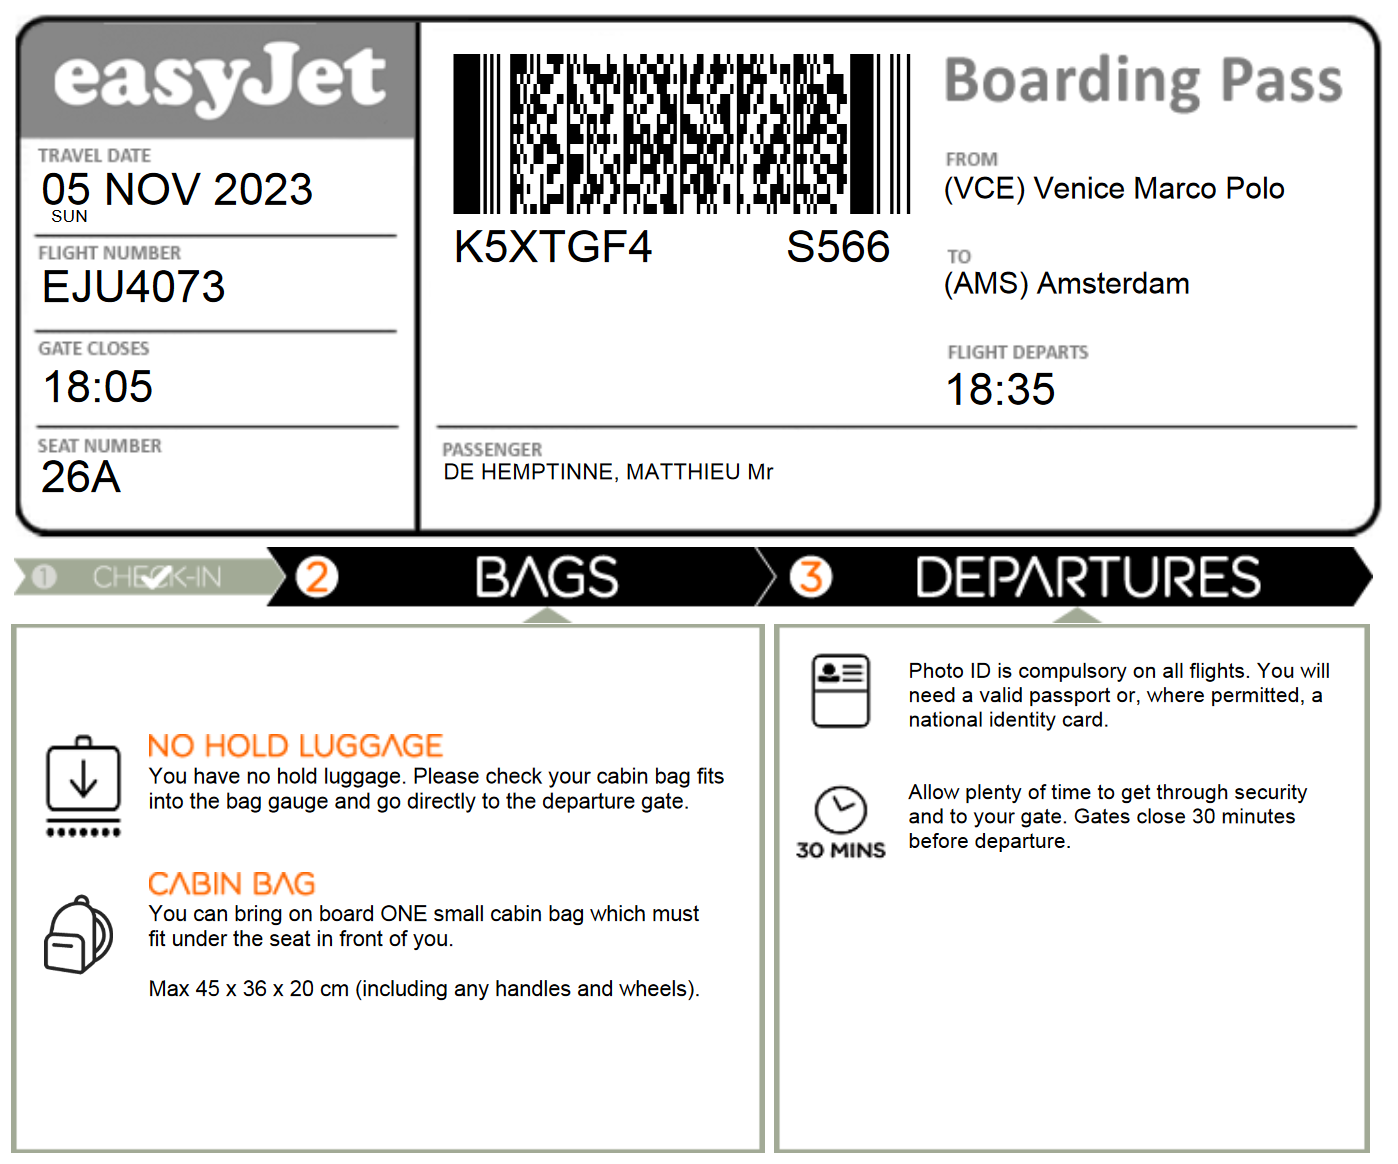 easyJet
Boarding Pass
TRAVEL DATE
05 NOV 2023
SUN
FLIGHT NUMBER
EJU4073
GATE CLOSES
18:05
SEAT NUMBER
26A
K5XTGF4 S566
FROM
(VCE) Venice Marco Polo
TO
(AMS) Amsterdam
FLIGHT DEPARTS
18:35
PASSENGER
DE HEMPTINNE, MATTHIEU Mr
1 CHECK-IN 2 BAGS 3 DEPARTURES
NO HOLD LUGGAGE
You have no hold luggage. Please check your cabin bag fits
into the bag gauge and go directly to the departure gate.
CABIN BAG
You can bring on board ONE small cabin bag which must
fit under the seat in front of you.
Max 45 x 36 x 20 cm (including any handles and wheels).
Photo ID is compulsory on all flights. You will
need a valid passport or, where permitted, a
national identity card.
30 MINS
Allow plenty of time to get through security
and to your gate. Gates close 30 minutes
before departure.